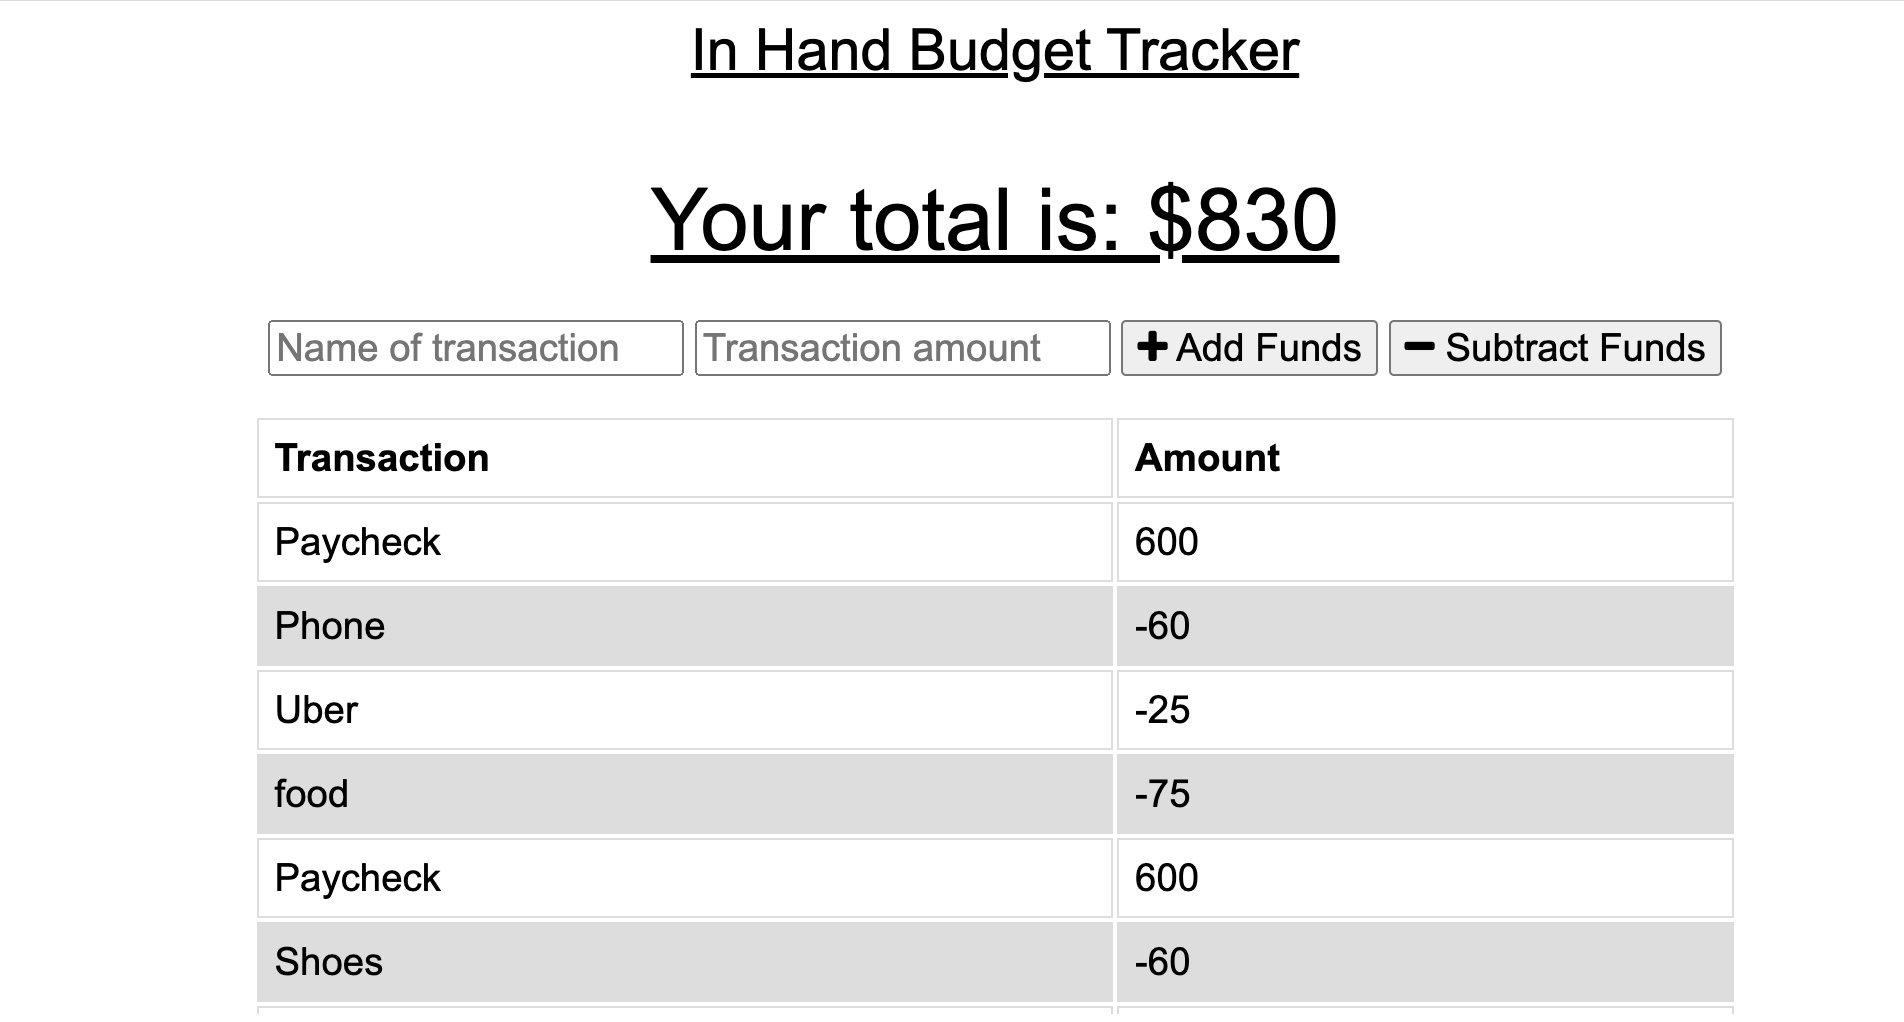 In Hand Budget Tracker
Your total is: $830
Name of transaction Transaction amount + Add Funds − Subtract Funds
Transaction Amount
Paycheck 600
Phone -60
Uber -25
food -75
Paycheck 600
Shoes -60